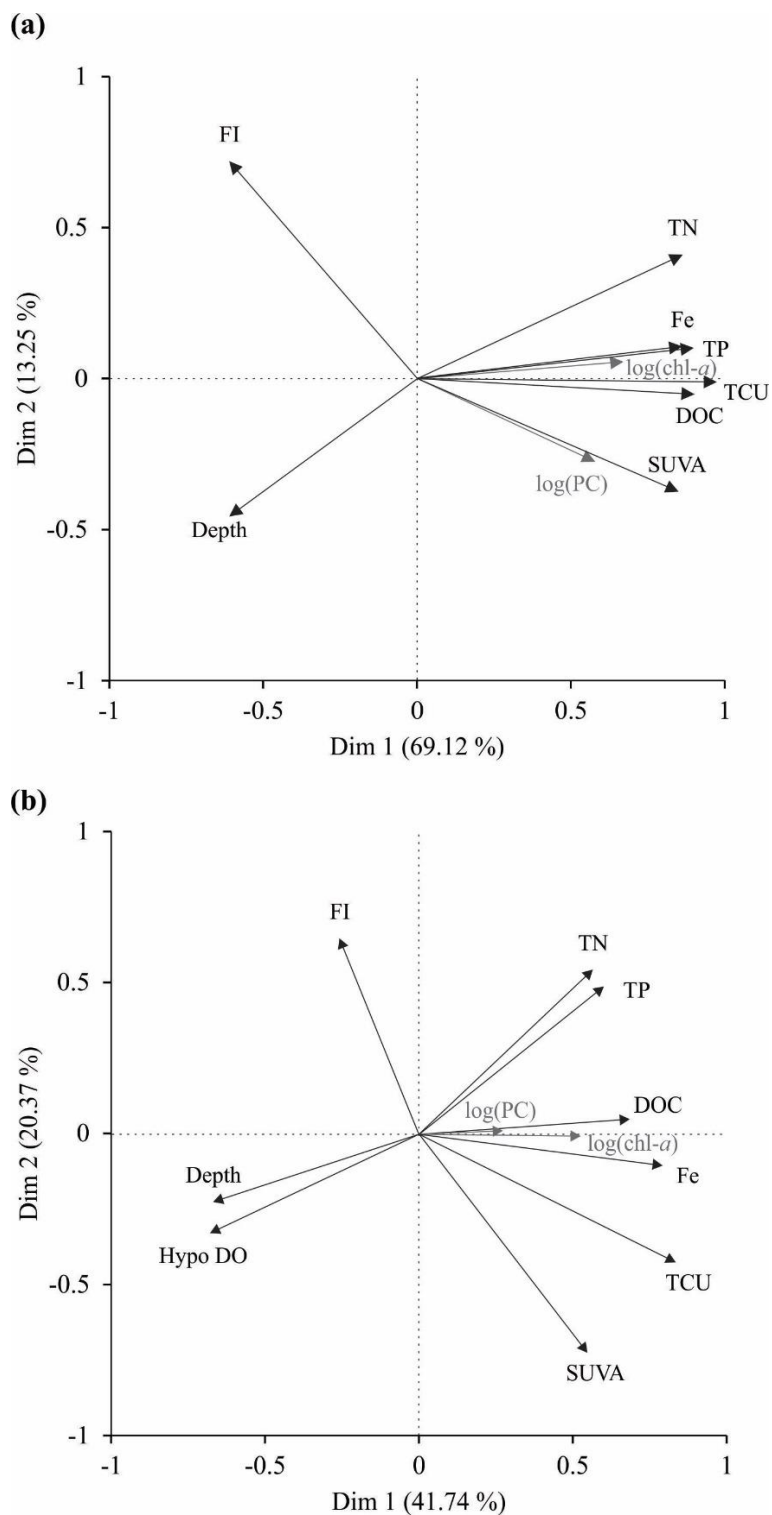 (a)
1
FI
0.5
TN
Fe
TP
log(chl-a)
0
TCU
DOC
SUVA
log(PC)
Depth
-0.5
-1
-1
-0.5
0
0.5
1
Dim 2 (13.25 %)
Dim 1 (69.12 %)
(b)
1
FI
TN
0.5
TP
DOC
log(PC)
0
log(chl-a)
Fe
Depth
Hypo DO
TCU
-0.5
SUVA
-1
-1
-0.5
0
0.5
1
Dim 2 (20.37 %)
Dim 1 (41.74 %)